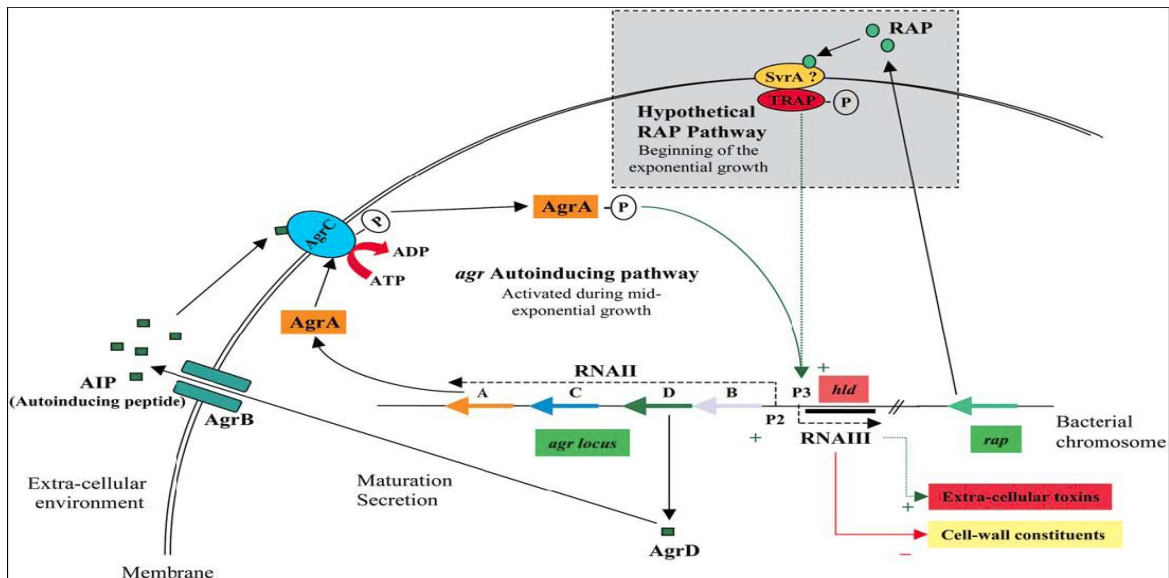 RAP
SvrA ?
TRAP
P
Hypothetical
RAP Pathway
Beginning of the
exponential growth
AgrA
P
P
AgrC
ADP
ATP
agr Autoinducing pathway
Activated during mid-
exponential growth
AgrA
AIP
(Autoinducing peptide)
AgrB
RNAII
A
C
D
B
P2
P3
+
+
hld
RNAIII
agr locus
rap
Bacterial
chromosome
Extra-cellular
environment
Maturation
Secretion
AgrD
Membrane
+
Extra-cellular toxins
−
Cell-wall constituents